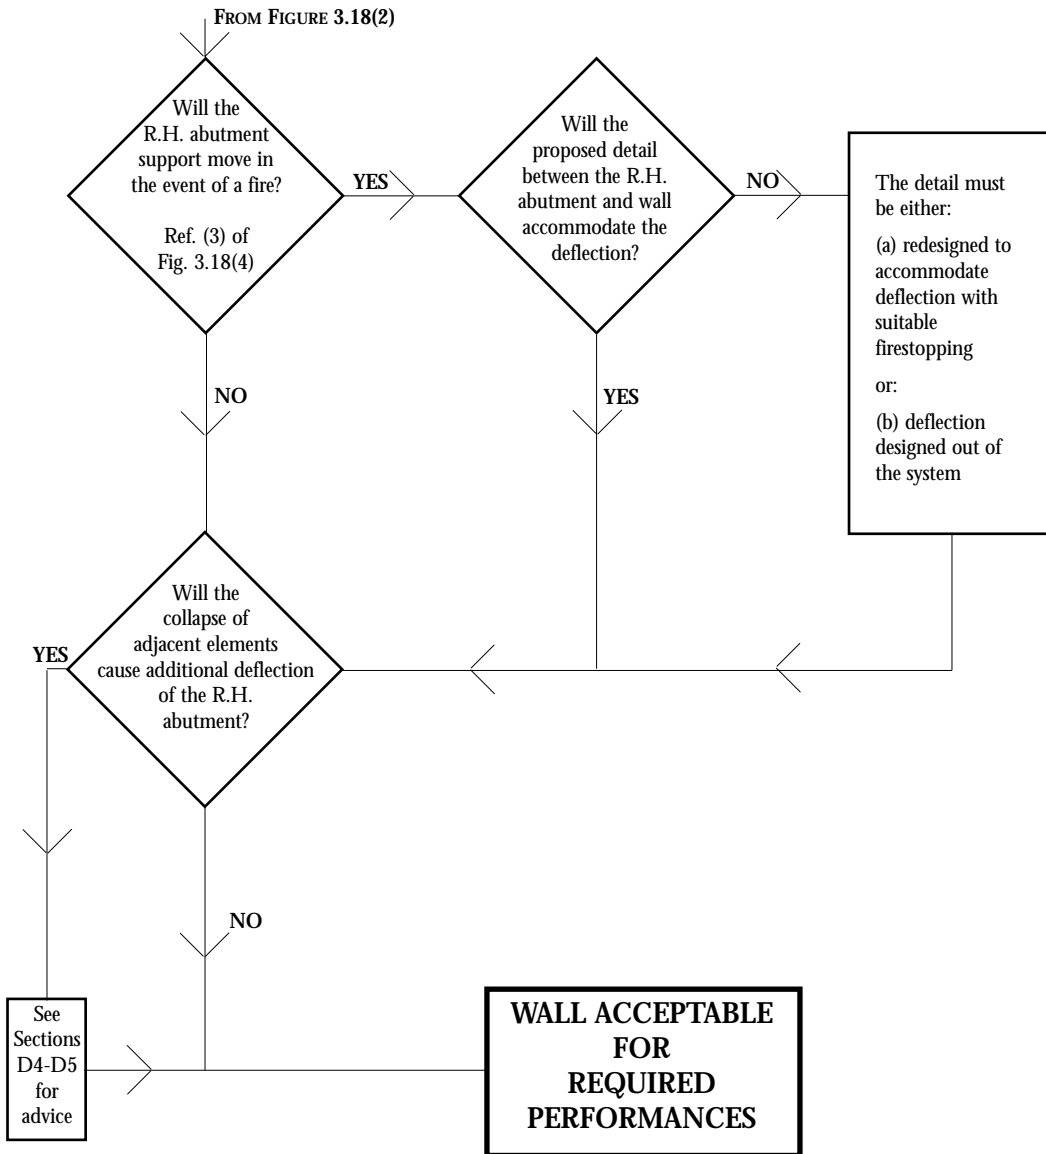 FROM FIGURE 3.18(2)
Will the
R.H. abutment
support move in
the event of a fire?
Ref. (3) of
Fig. 3.18(4)
YES
Will the
proposed detail
between the R.H.
abutment and wall
accommodate the
deflection?
NO
The detail must
be either:
(a) redesigned to
accommodate
deflection with
suitable
firestopping
or:
(b) deflection
designed out of
the system
NO
YES
Will the
collapse of
adjacent elements
cause additional deflection
of the R.H.
abutment?
YES
NO
See
Sections
D4-D5
for
advice
WALL ACCEPTABLE
FOR
REQUIRED
PERFORMANCES